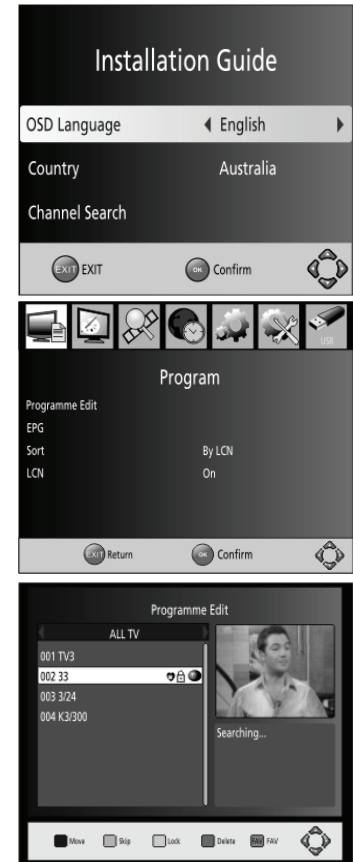 Installation Guide
OSD Language English
Country Australia
Channel Search
EXIT EXIT OK Confirm
USB
Program
Programme Edit
EPG
Sort By LCN
LCN On
EXIT Return OK Confirm
Programme Edit
ALL TV
001 TV3
002 33
003 3/24
004 K3/300
Searching...
Move Skip Lock Delete FAV FAV